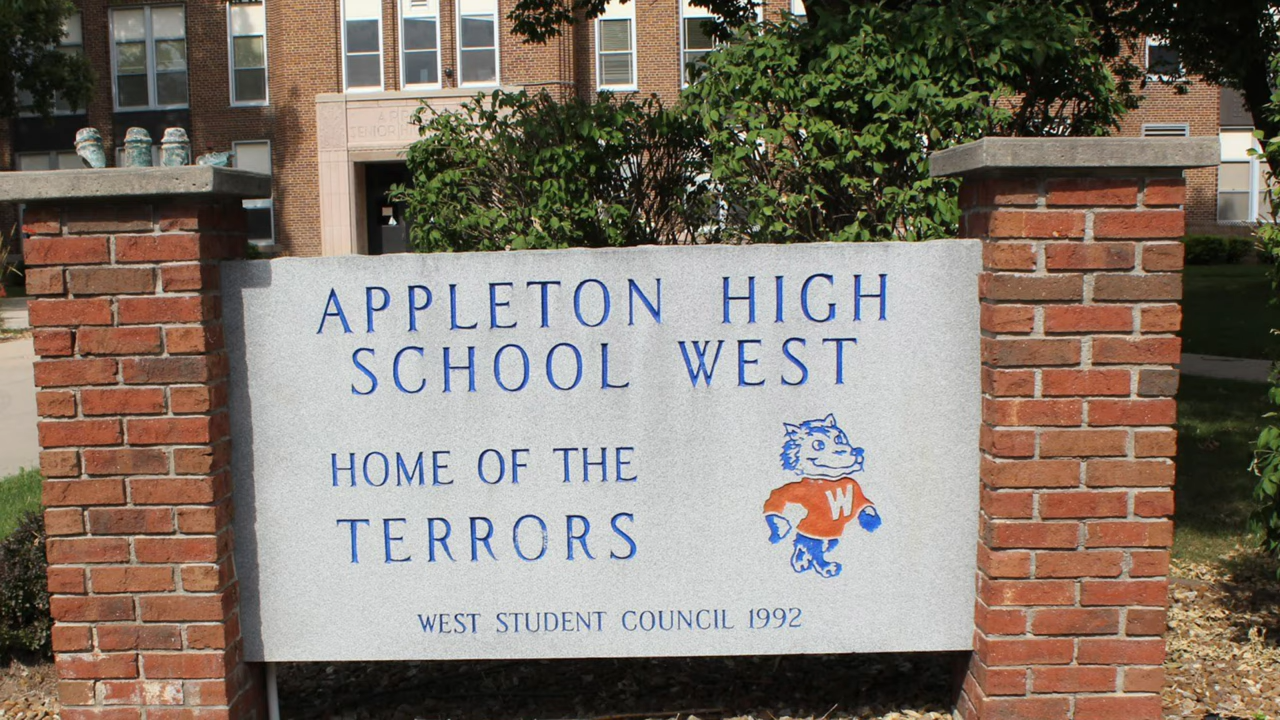 APPLETON HIGH
SCHOOL WEST
HOME OF THE
TERRORS
W
WEST STUDENT COUNCIL 1992